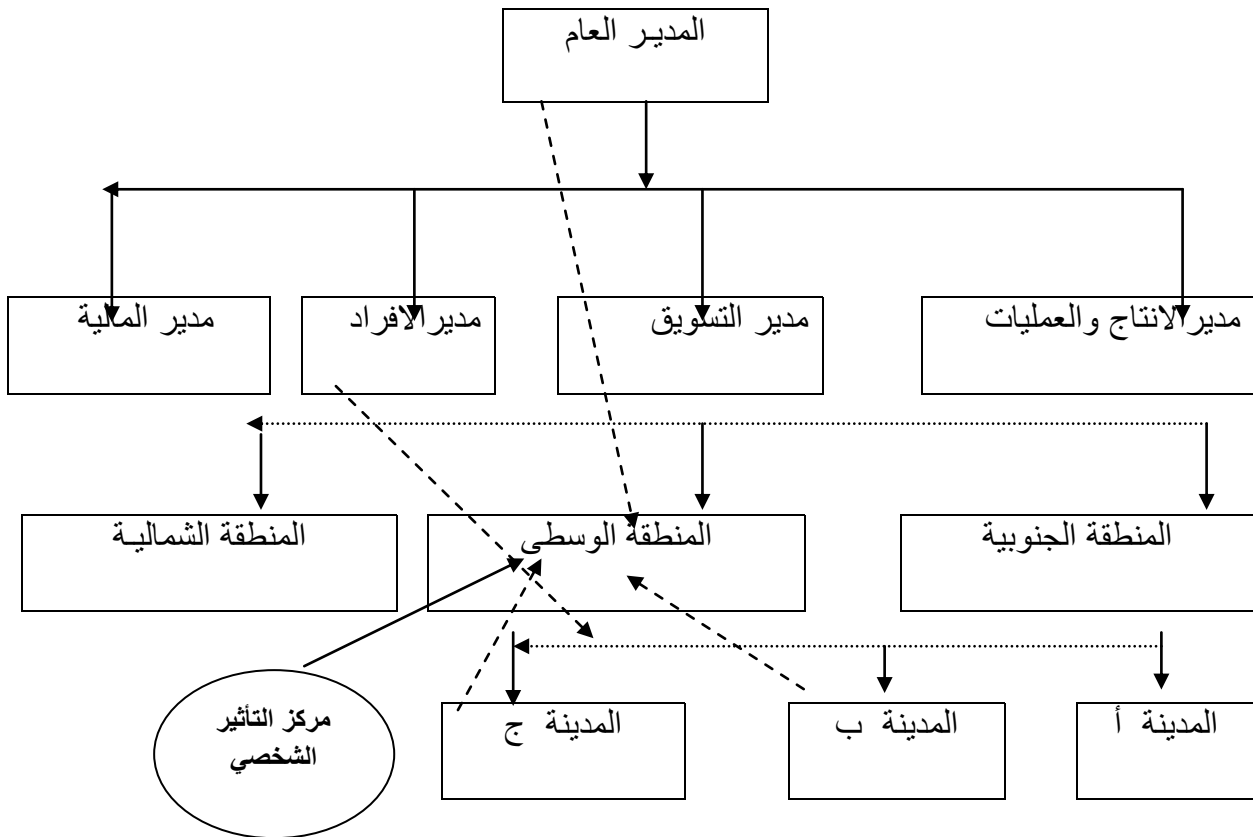 المديـر العام
مدير الانتاج والعمليات
مدير التسويق
مدير الافراد
مدير المالية
المنطقة الجنوبية
المنطقة الوسطى
المنطقة الشماليـة
المدينة أ
المدينة ب
المدينة ج
مركز التأثير
الشخصي